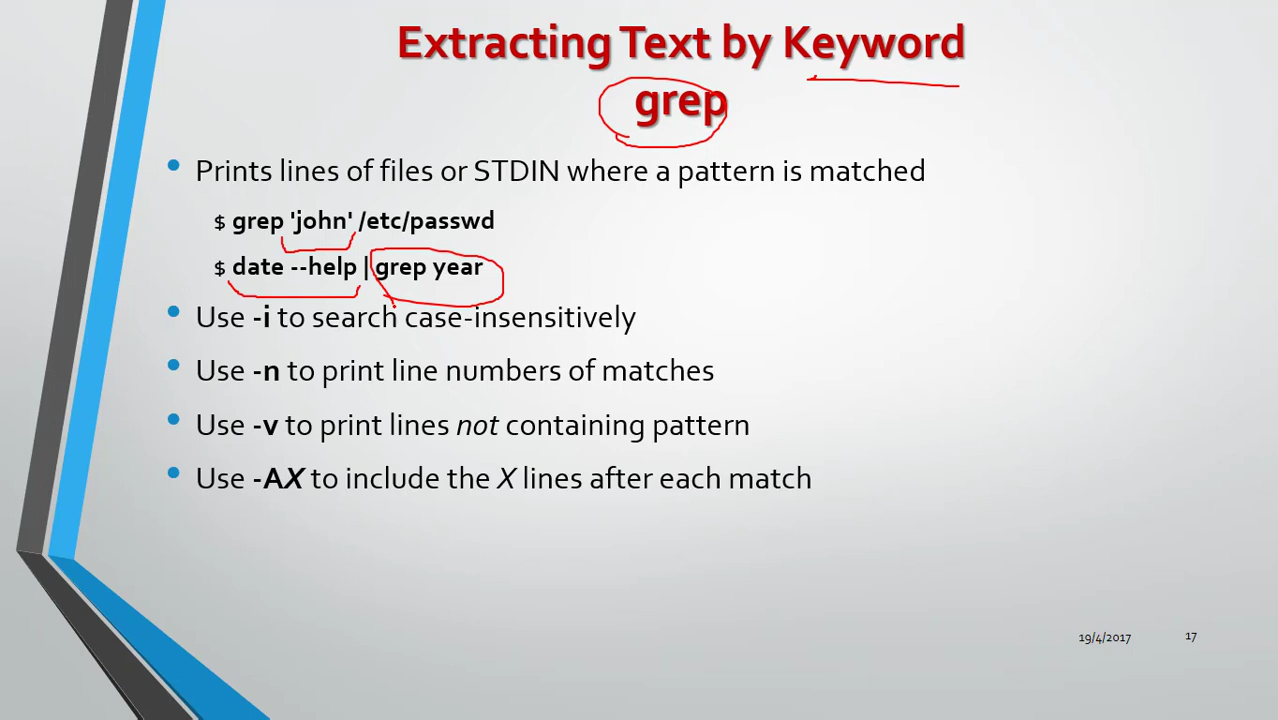 Extracting Text by Keyword
grep
• Prints lines of files or STDIN where a pattern is matched
$ grep 'john' /etc/passwd
$ date --help | grep year
• Use -i to search case-insensitively
• Use -n to print line numbers of matches
• Use -v to print lines not containing pattern
• Use -AX to include the X lines after each match
19/4/2017 17